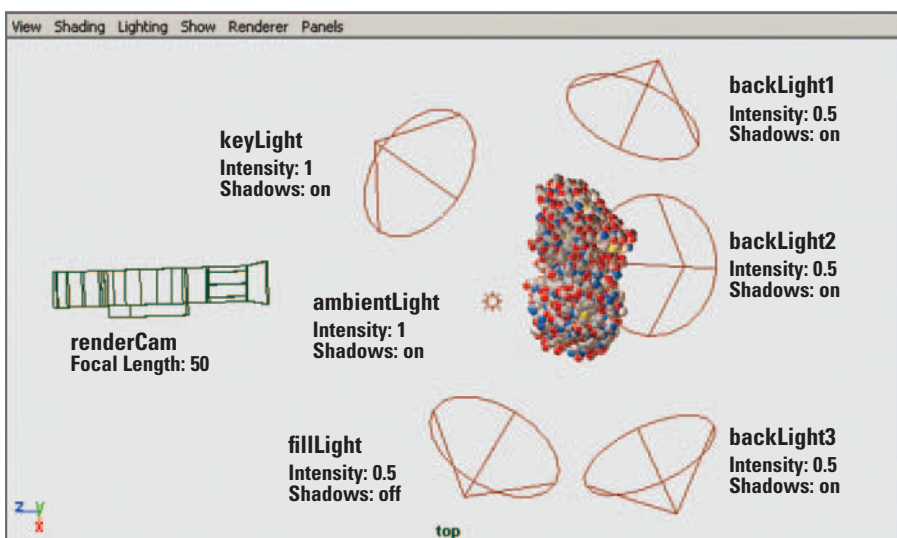 View Shading Lighting Show Renderer Panels
backLight1
Intensity: 0.5
Shadows: on
keyLight
Intensity: 1
Shadows: on
backLight2
Intensity: 0.5
Shadows: on
ambientLight
Intensity: 1
Shadows: on
renderCam
Focal Length: 50
fillLight
Intensity: 0.5
Shadows: off
backLight3
Intensity: 0.5
Shadows: on
z y
x
top